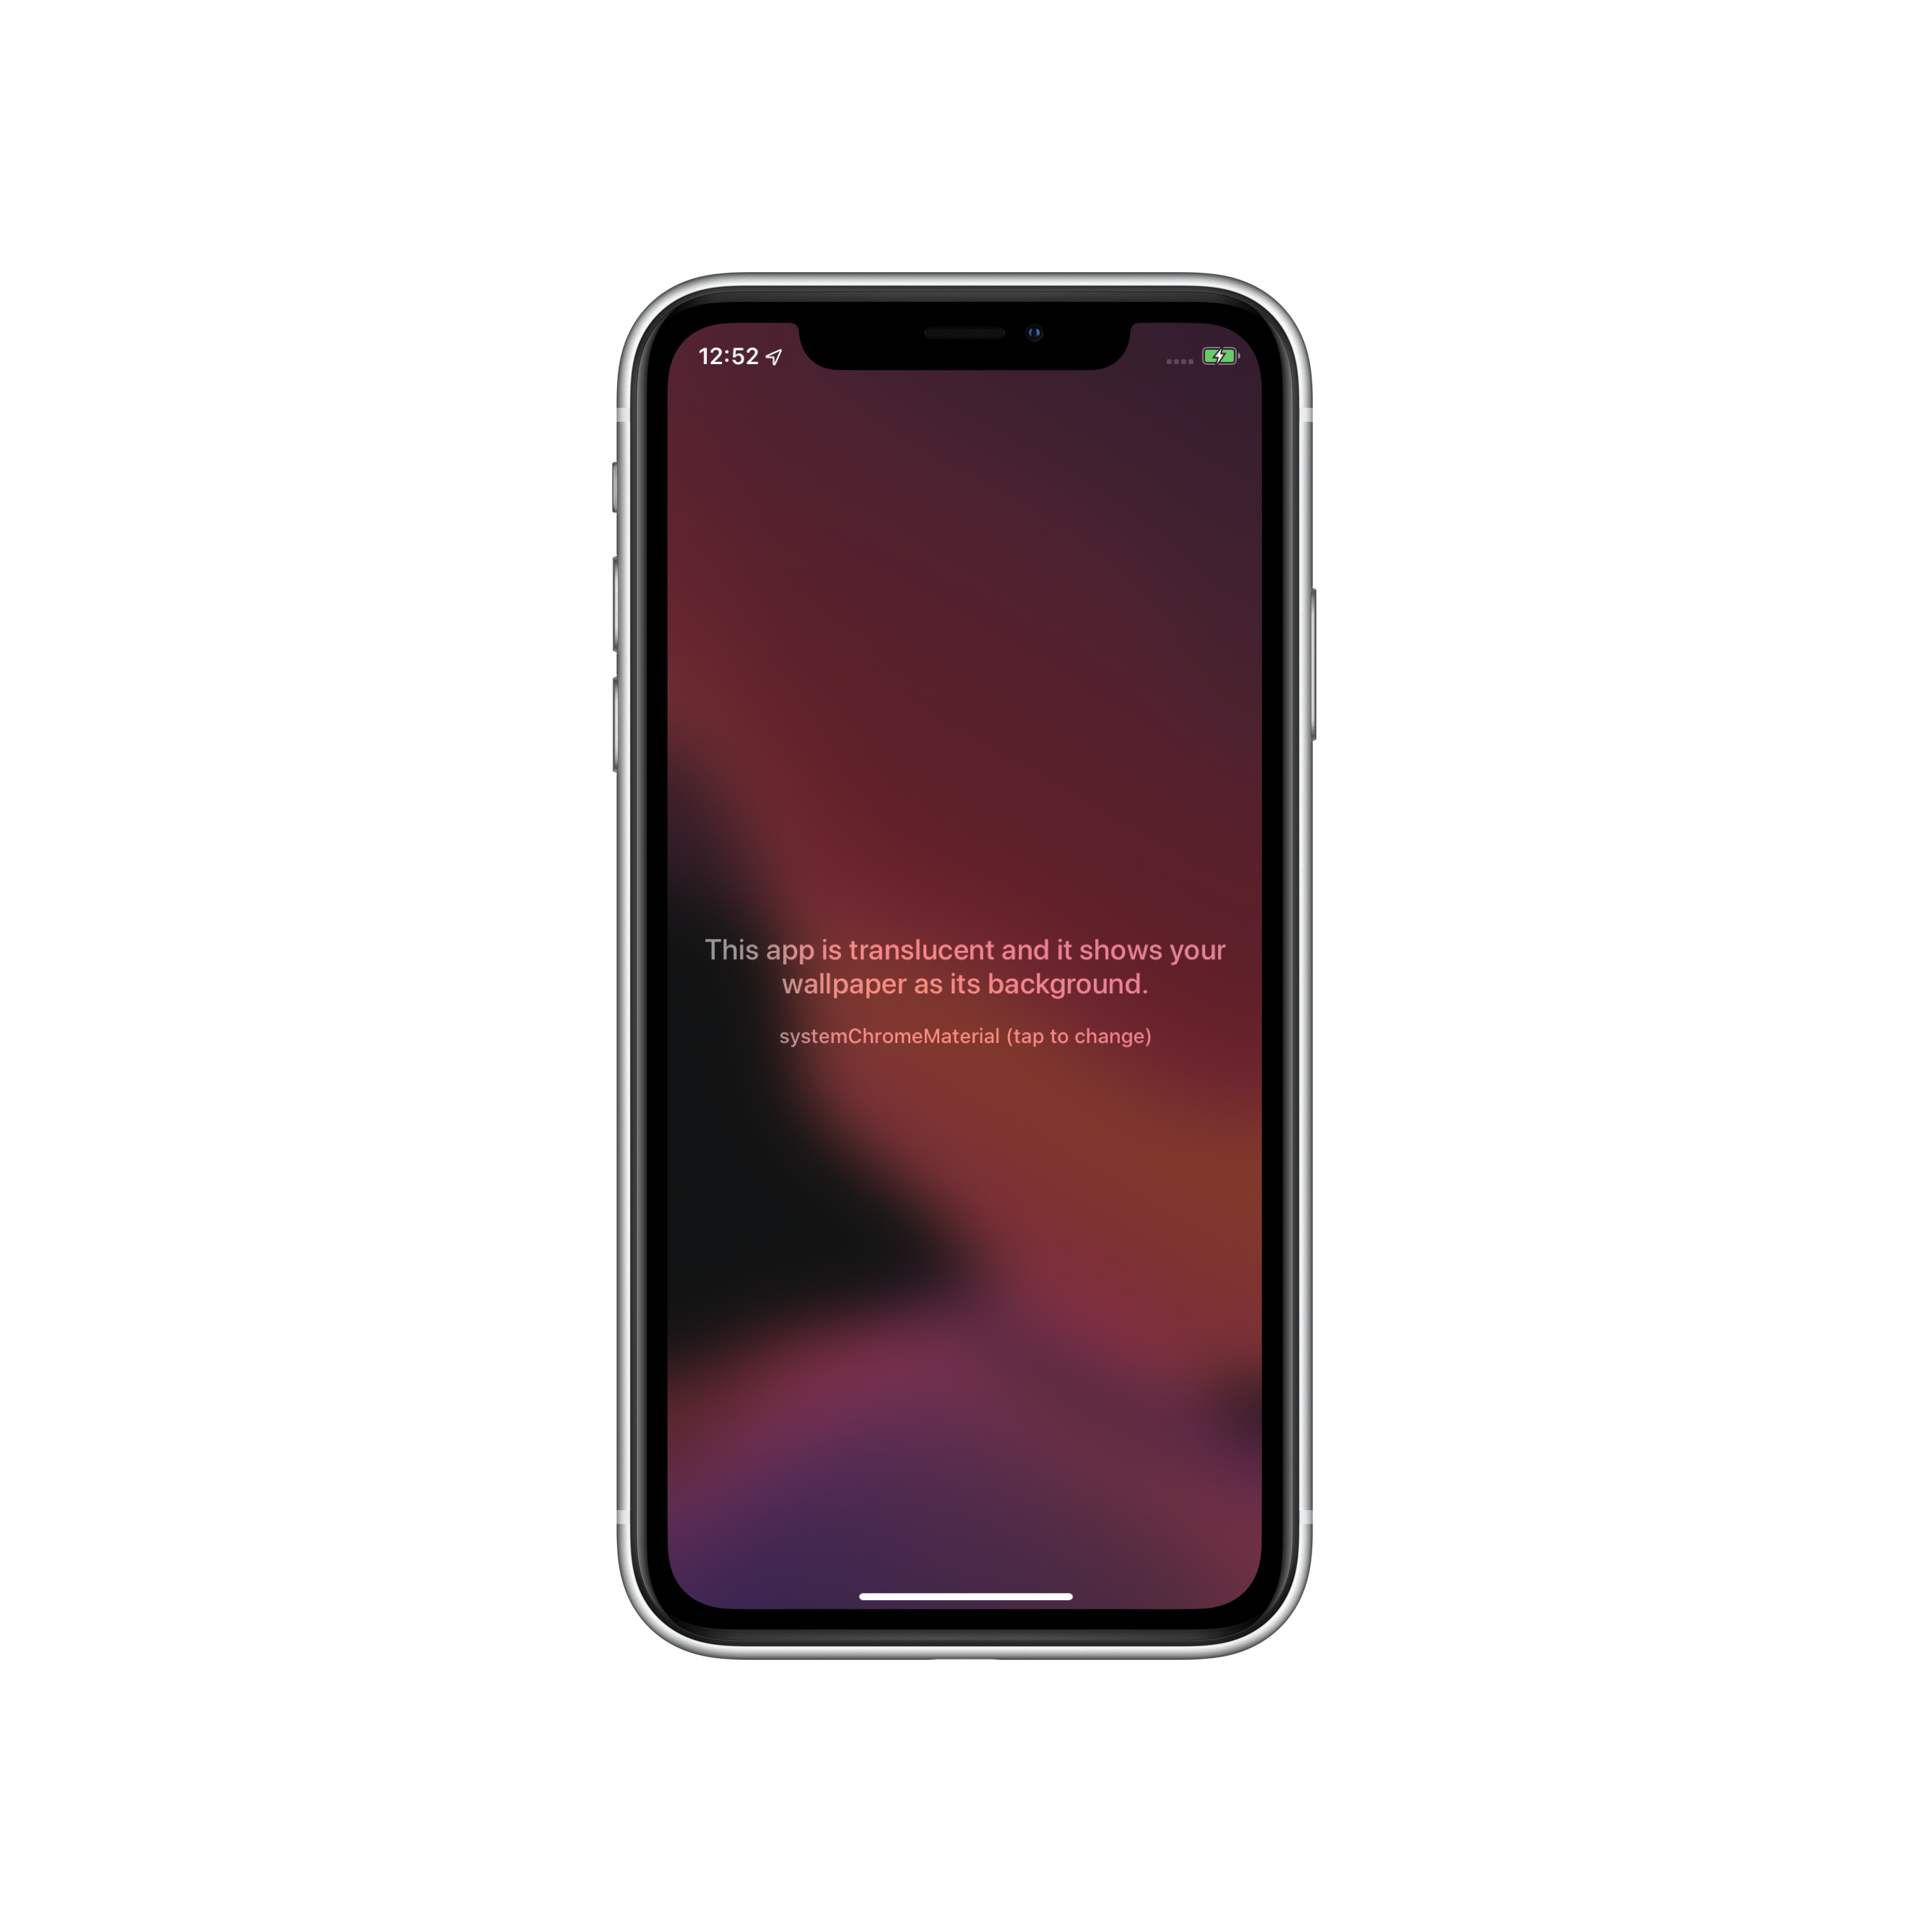 12:52
This app is translucent and it shows your
wallpaper as its background.
systemChromeMaterial (tap to change)